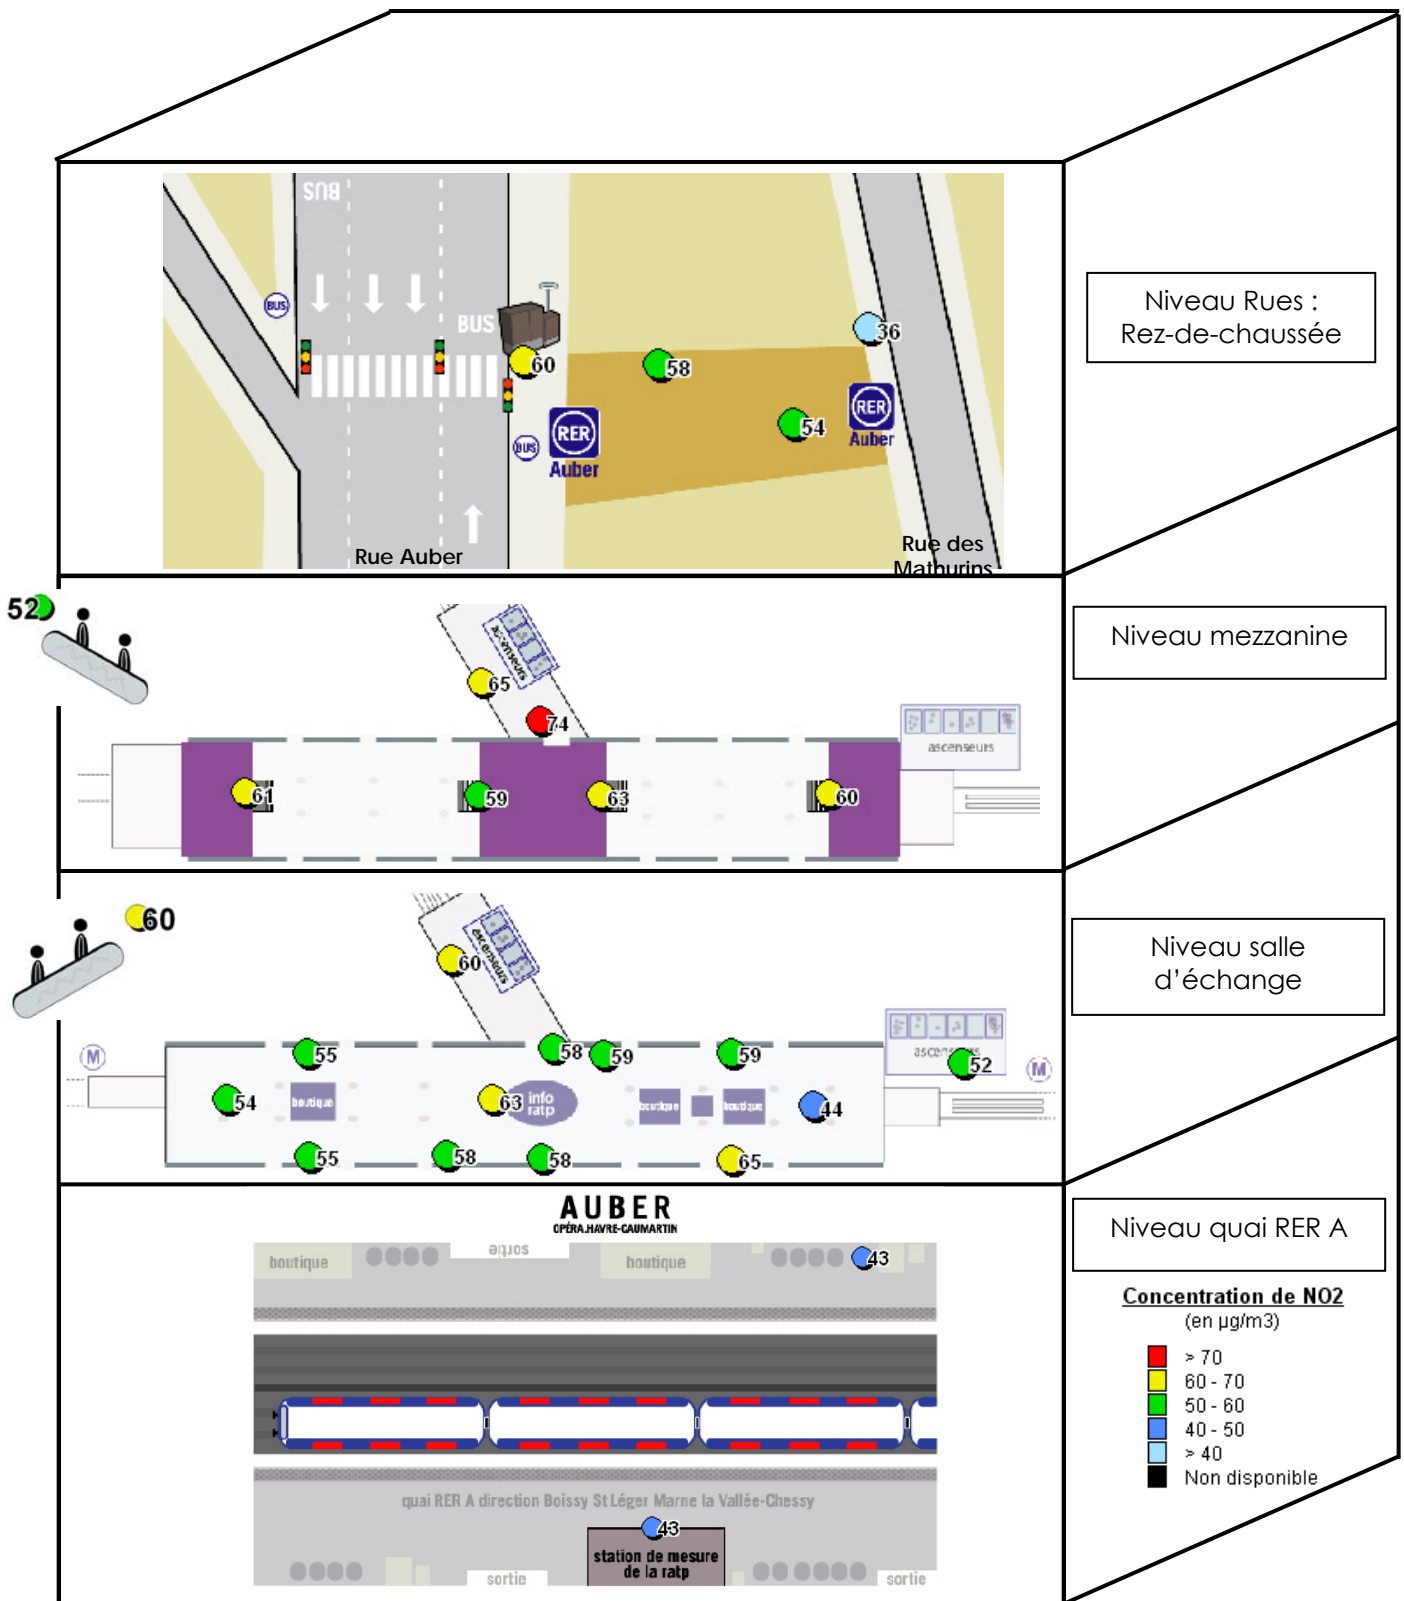 BUS
BUS
BUS
36
60
58
RER
Auber
54
BUS
RER
Auber
Rue Auber
Rue des
Mathurins
Niveau Rues :
Rez-de-chaussée
52
ascenseurs
65
74
ascenseurs
61
59
63
60
Niveau mezzanine
60
ascenseurs
60
M
55
58
59
59
ascenseurs
52
M
54
boutique
63
info
ratp
boutique
boutique
44
55
58
58
65
Niveau salle
d'échange
AUBER
OPÉRA.HAVRE-CAUMARTIN
boutique
sortie
boutique
43
quai RER A direction Boissy St Léger Marne la Vallée-Chessy
43
station de mesure
de la ratp
sortie
sortie
Niveau quai RER A
Concentration de NO2
(en µg/m3)
> 70
60 - 70
50 - 60
40 - 50
> 40
Non disponible